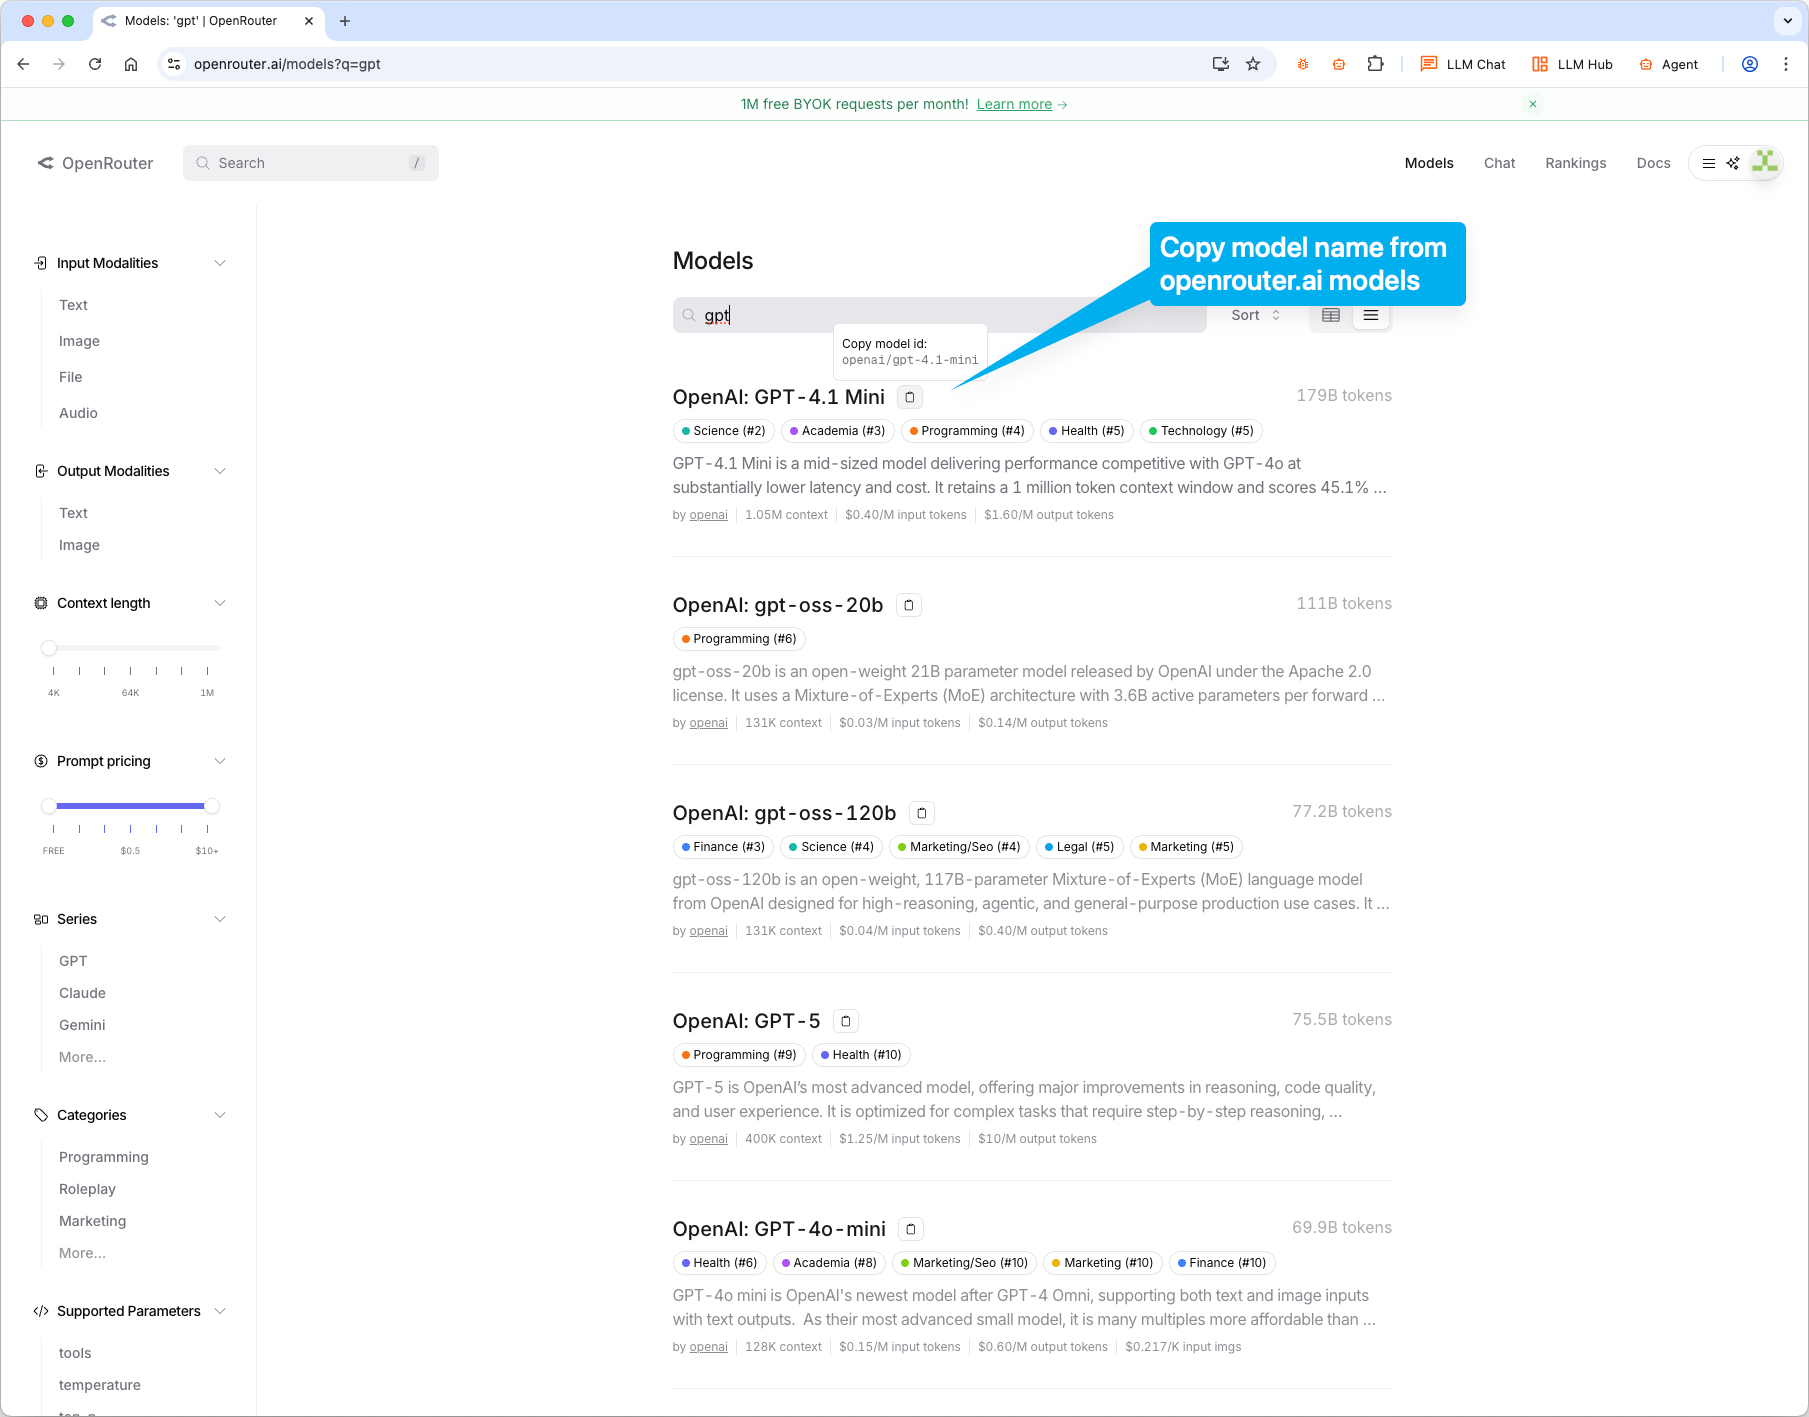 Models: 'gpt' | OpenRouter
openrouter.ai/models?q=gpt
LLM Chat
LLM Hub
Agent
1M free BYOK requests per month! Learn more →
OpenRouter
Search /
Models
Chat
Rankings
Docs
Input Modalities
Text
Image
File
Audio
Output Modalities
Text
Image
Context length
4K 64K 1M
Prompt pricing
FREE $0.5 $10+
Series
GPT
Claude
Gemini
More...
Categories
Programming
Roleplay
Marketing
More...
Supported Parameters
tools
temperature
Models
Copy model name from
openrouter.ai models
gpt
Sort
Copy model id:
openai/gpt-4.1-mini
OpenAI: GPT-4.1 Mini
179B tokens
Science (#2) Academia (#3) Programming (#4) Health (#5) Technology (#5)
GPT-4.1 Mini is a mid-sized model delivering performance competitive with GPT-4o at
substantially lower latency and cost. It retains a 1 million token context window and scores 45.1% ...
by openai 1.05M context $0.40/M input tokens $1.60/M output tokens
OpenAI: gpt-oss-20b
111B tokens
Programming (#6)
gpt-oss-20b is an open-weight 21B parameter model released by OpenAI under the Apache 2.0
license. It uses a Mixture-of-Experts (MoE) architecture with 3.6B active parameters per forward ...
by openai 131K context $0.03/M input tokens $0.14/M output tokens
OpenAI: gpt-oss-120b
77.2B tokens
Finance (#3) Science (#4) Marketing/Seo (#4) Legal (#5) Marketing (#5)
gpt-oss-120b is an open-weight, 117B-parameter Mixture-of-Experts (MoE) language model
from OpenAI designed for high-reasoning, agentic, and general-purpose production use cases. It ...
by openai 131K context $0.04/M input tokens $0.40/M output tokens
OpenAI: GPT-5
75.5B tokens
Programming (#9) Health (#10)
GPT-5 is OpenAI's most advanced model, offering major improvements in reasoning, code quality,
and user experience. It is optimized for complex tasks that require step-by-step reasoning, ...
by openai 400K context $1.25/M input tokens $10/M output tokens
OpenAI: GPT-4o-mini
69.9B tokens
Health (#6) Academia (#8) Marketing/Seo (#10) Marketing (#10) Finance (#10)
GPT-4o mini is OpenAI's newest model after GPT-4 Omni, supporting both text and image inputs
with text outputs. As their most advanced small model, it is many multiples more affordable than ...
by openai 128K context $0.15/M input tokens $0.60/M output tokens $0.217/K input imgs